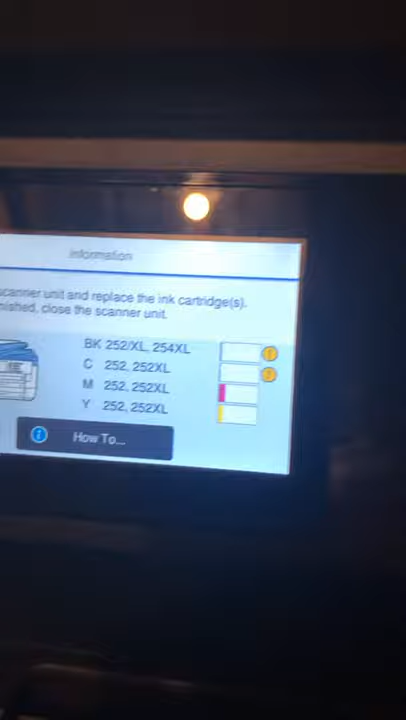 Information
scanner unit and replace the ink cartridge(s).
nished, close the scanner unit.
BK 252/XL, 254XL
C 252, 252XL
M 252, 252XL
Y 252, 252XL
How To...